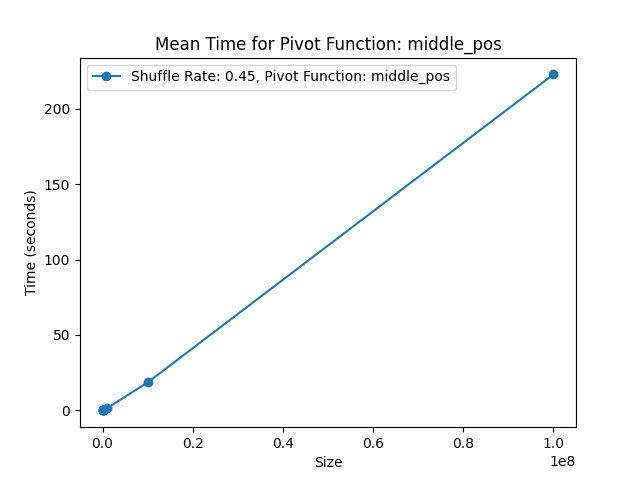 Mean Time for Pivot Function: middle_pos
Shuffle Rate: 0.45, Pivot Function: middle_pos
Time (seconds)
200
150
100
50
0
0.0 0.2 0.4 0.6 0.8 1.0
1e8
Size